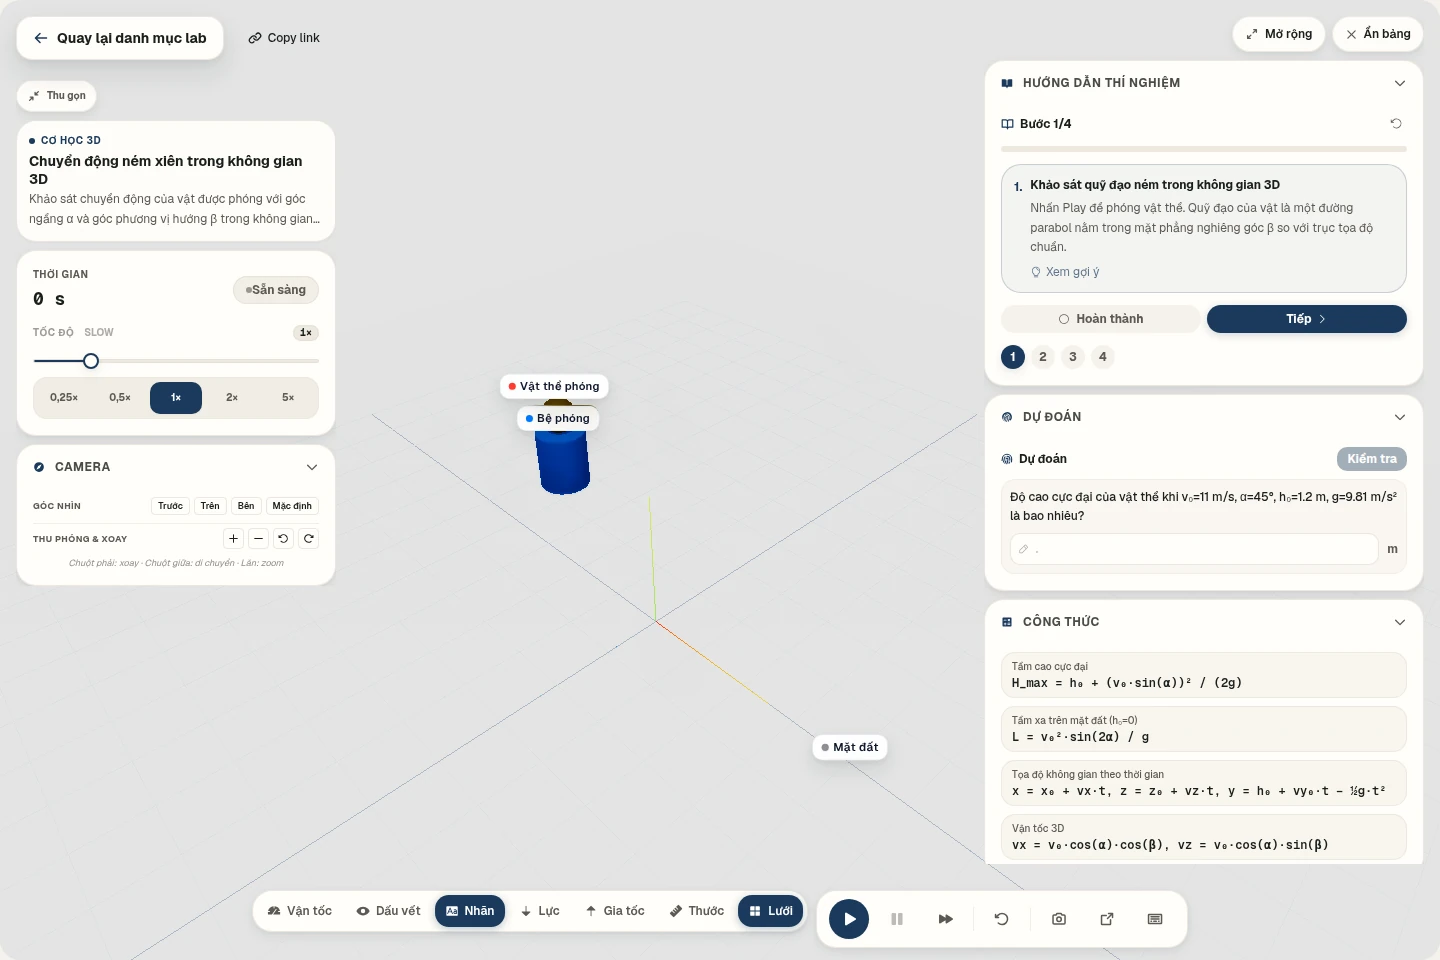 Quay lại danh mục lab
Copy link
Thu gọn
CƠ HỌC 3D
Chuyển động ném xiên trong không gian
3D
Khảo sát chuyển động của vật được phóng với góc
ngẩng α và góc phương vị hướng β trong không gian...
THỜI GIAN
0 s
Sẵn sàng
TỐC ĐỘ SLOW
1×
0,25×
0,5×
1×
2×
5×
CAMERA
GÓC NHÌN
Trước
Trên
Bên
Mặc định
THU PHÓNG & XOAY
Chuột phải: xoay · Chuột giữa: di chuyển · Lăn: zoom
Vật thể phóng
Bệ phóng
Mặt đất
Vận tốc
Dấu vết
Aa Nhãn
Lực
Gia tốc
Thước
Lưới
Mở rộng
Ẩn bảng
HƯỚNG DẪN THÍ NGHIỆM
Bước 1/4
1. Khảo sát quỹ đạo ném trong không gian 3D
Nhấn Play để phóng vật thể. Quỹ đạo của vật là một đường
parabol nằm trong mặt phẳng nghiêng góc β so với trục tọa độ
chuẩn.
Xem gợi ý
Hoàn thành
Tiếp
1
2
3
4
DỰ ĐOÁN
Dự đoán
Kiểm tra
Độ cao cực đại của vật thể khi v₀=11 m/s, α=45°, h₀=1.2 m, g=9.81 m/s²
là bao nhiêu?
.
m
CÔNG THỨC
Tầm cao cực đại
H_max = h₀ + (v₀·sin(α))² / (2g)
Tầm xa trên mặt đất (h₀=0)
L = v₀²·sin(2α) / g
Tọa độ không gian theo thời gian
x = x₀ + vx·t, z = z₀ + vz·t, y = h₀ + vy₀·t − ½g·t²
Vận tốc 3D
vx = v₀·cos(α)·cos(β), vz = v₀·cos(α)·sin(β)